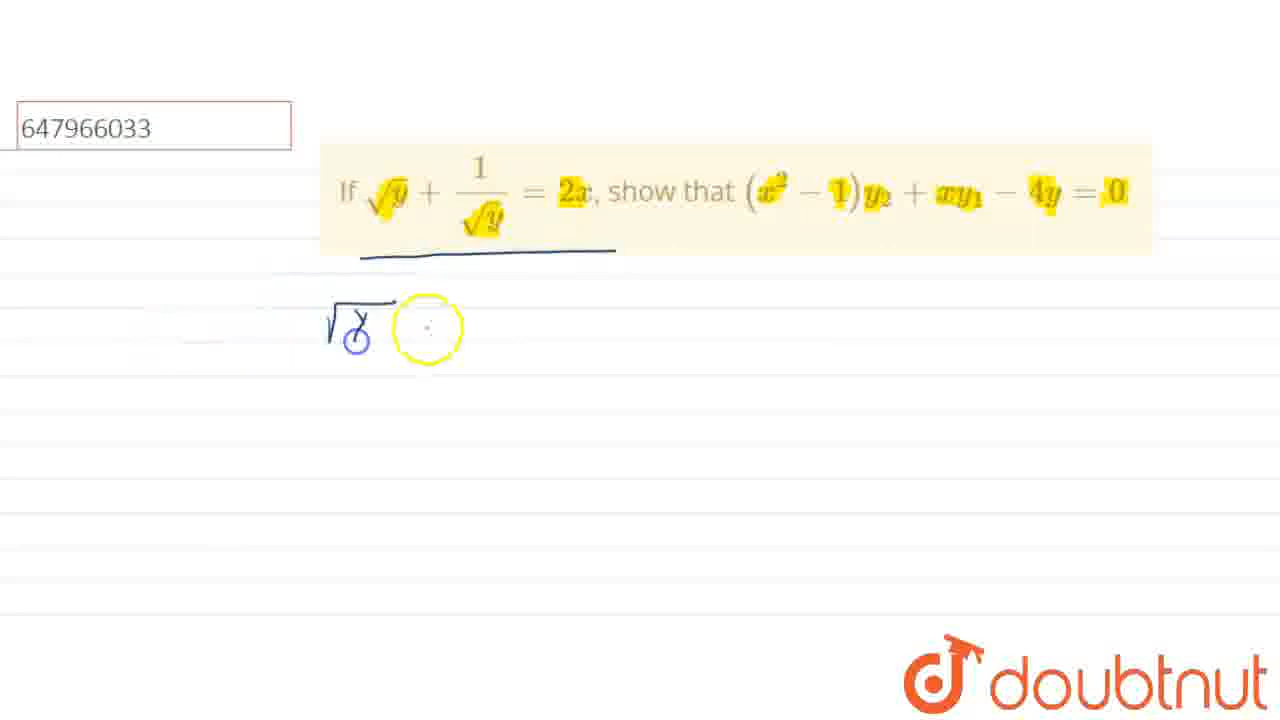 647966033
If √y + 1/√y = 2x, show that (x² − 1)y₂ + xy₁ − 4y = 0
√y
doubtnut